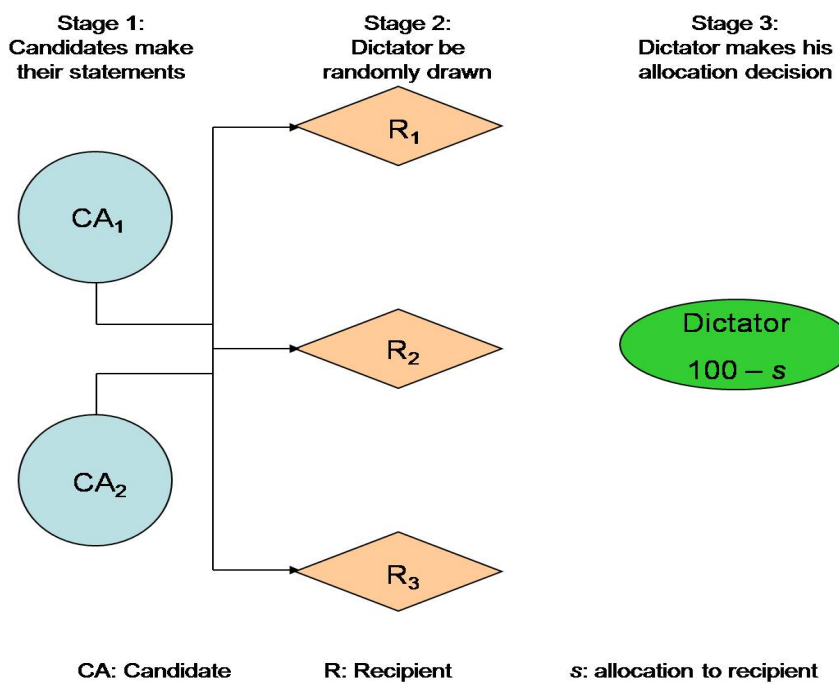 Stage 1:
Candidates make
their statements
Stage 2:
Dictator be
randomly drawn
Stage 3:
Dictator makes his
allocation decision
R₁
CA₁
R₂
Dictator
100 – s
CA₂
R₃
CA: Candidate
R: Recipient
s: allocation to recipient